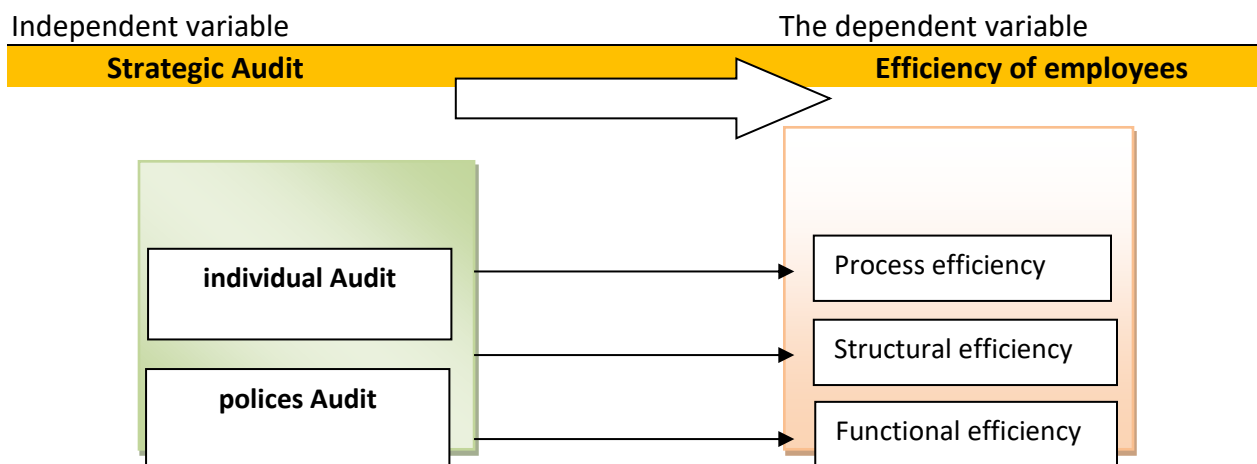 Independent variable The dependent variable
Strategic Audit Efficiency of employees
individual Audit Process efficiency
Structural efficiency
polices Audit
Functional efficiency